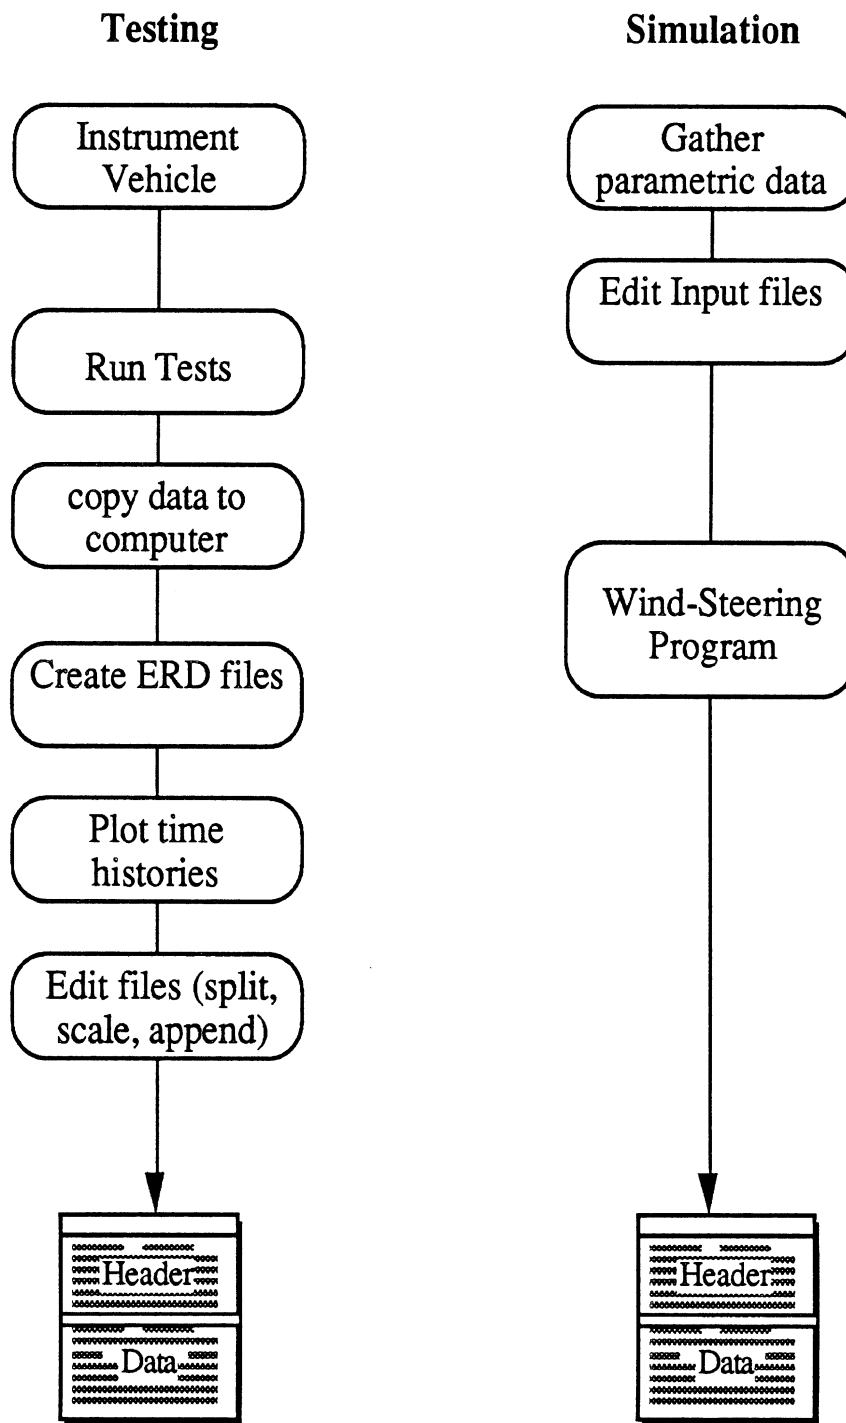 Testing
Instrument
Vehicle
Run Tests
copy data to
computer
Create ERD files
Plot time
histories
Edit files (split,
scale, append)
Header
Data
Simulation
Gather
parametric data
Edit Input files
Wind-Steering
Program
Header
Data